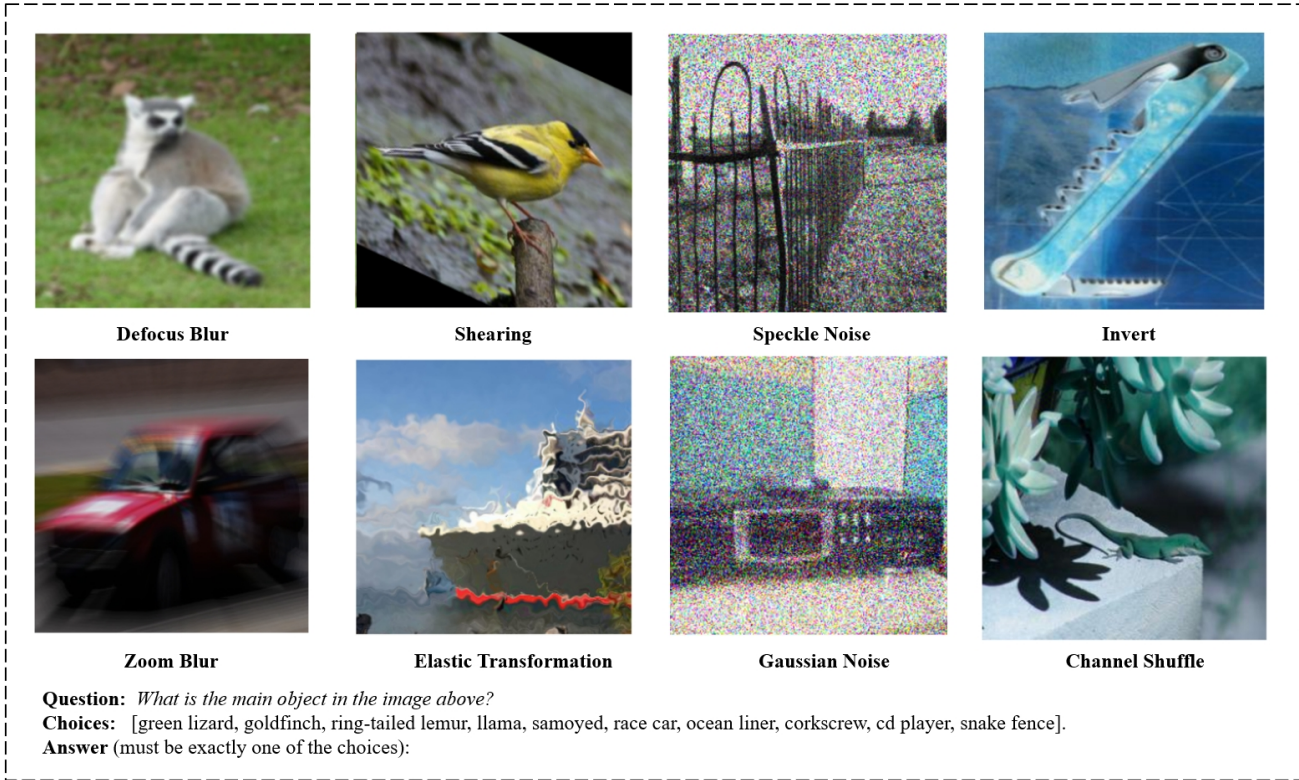 Defocus Blur
Shearing
Speckle Noise
Invert
Zoom Blur
Elastic Transformation
Gaussian Noise
Channel Shuffle
Question: What is the main object in the image above?
Choices: [green lizard, goldfinch, ring-tailed lemur, llama, samoyed, race car, ocean liner, corkscrew, cd player, snake fence].
Answer (must be exactly one of the choices):